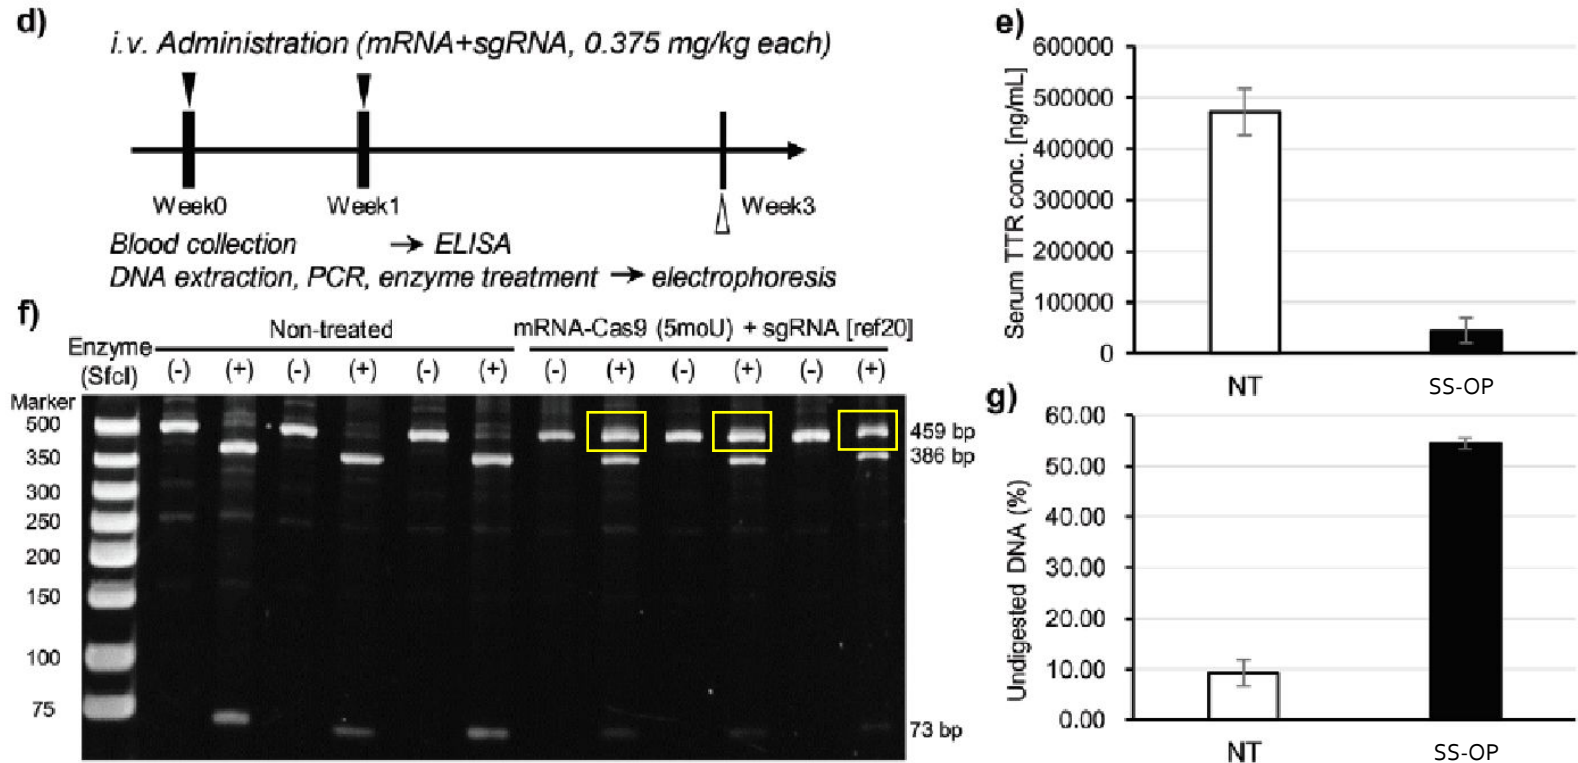 d)
i.v. Administration (mRNA+sgRNA, 0.375 mg/kg each)
Week0
Week1
Week3
Blood collection → ELISA
DNA extraction, PCR, enzyme treatment → electrophoresis
e)
Serum TTR conc. [ng/mL]
600000
500000
400000
300000
200000
100000
0
NT
SS-OP
f)
Non-treated
mRNA-Cas9 (5moU) + sgRNA [ref20]
Enzyme
(SfcI)
(-) (+) (-) (+) (-) (+) (-) (+) (-) (+) (-) (+)
Marker
500
350
300
250
200
150
100
75
459 bp
386 bp
73 bp
g)
Undigested DNA (%)
60.00
50.00
40.00
30.00
20.00
10.00
0.00
NT
SS-OP